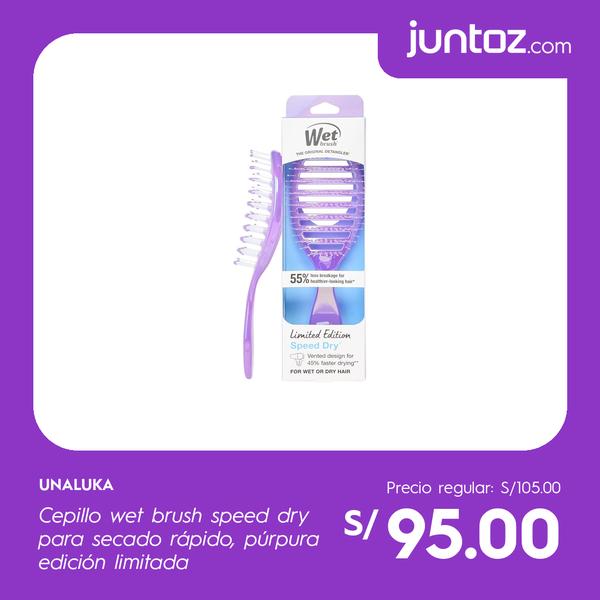 juntoz.com
Wet
brush
THE ORIGINAL DETANGLER
55% less breakage for
healthier-looking hair*
Limited Edition
Speed Dry
Vented design for
45% faster drying**
FOR WET OR DRY HAIR
UNALUKA
Cepillo wet brush speed dry
para secado rápido, púrpura
edición limitada
Precio regular: S/105.00
S/95.00